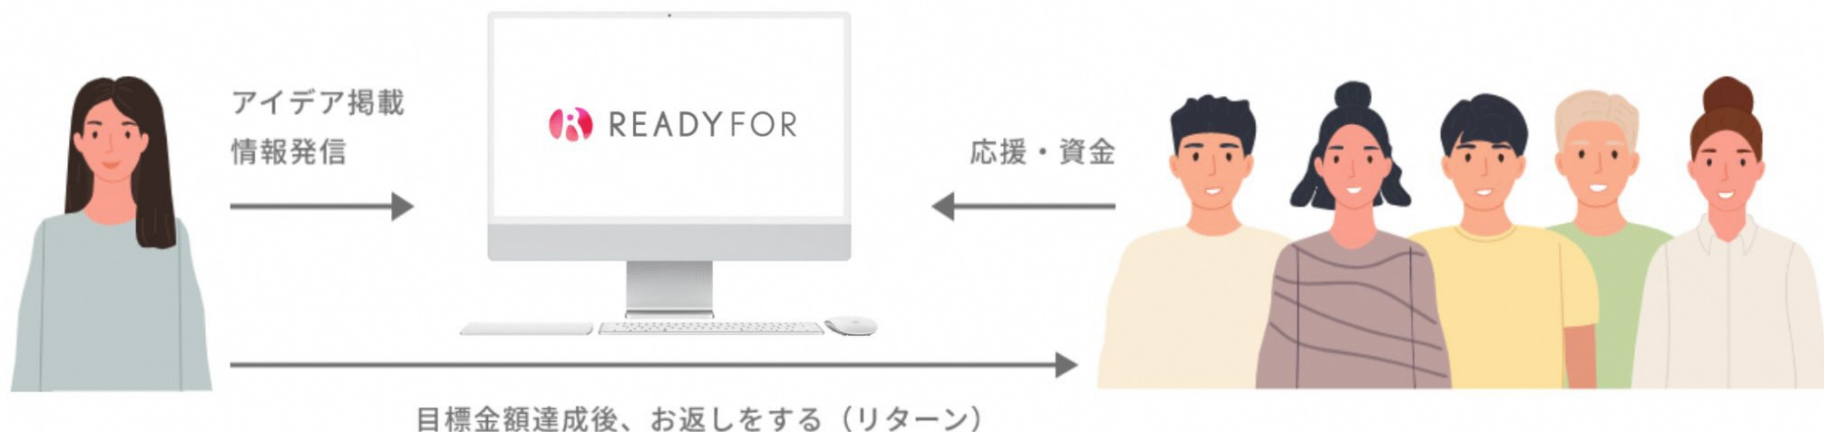 アイデア掲載
情報発信
READYFOR
応援・資金
目標金額達成後、お返しをする（リターン）